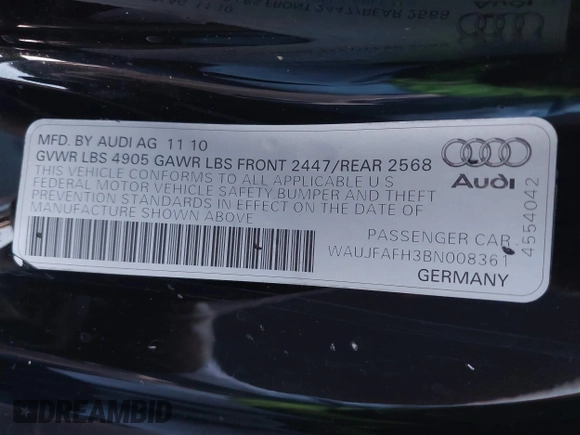 MFD. BY AUDI AG 11 10
GVWR LBS 4905 GAWR LBS FRONT 2447/REAR 2568
THIS VEHICLE CONFORMS TO ALL APPLICABLE U S
FEDERAL MOTOR VEHICLE SAFETY, BUMPER AND THEFT
PREVENTION STANDARDS IN EFFECT ON THE DATE OF
MANUFACTURE SHOWN ABOVE
Audi
PASSENGER CAR
WAUJFAFH3BN008361
GERMANY
4554042
DREAMBID